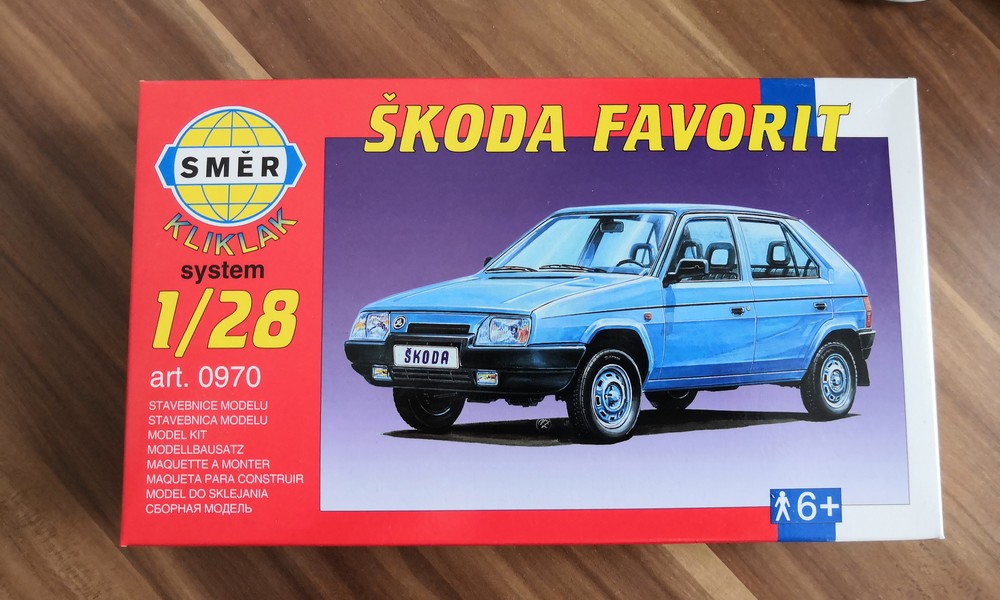 ŠKODA FAVORIT
SMĚR
KLIKLAK
system
1/28
art. 0970
STAVEBNICE MODELU
STAVEBNICA MODELU
MODEL KIT
MODELLBAUSATZ
MAQUETTE A MONTER
MAQUETA PARA CONSTRUIR
MODEL DO SKLEJANIA
СБОРНАЯ МОДЕЛЬ
ŠKODA
6+